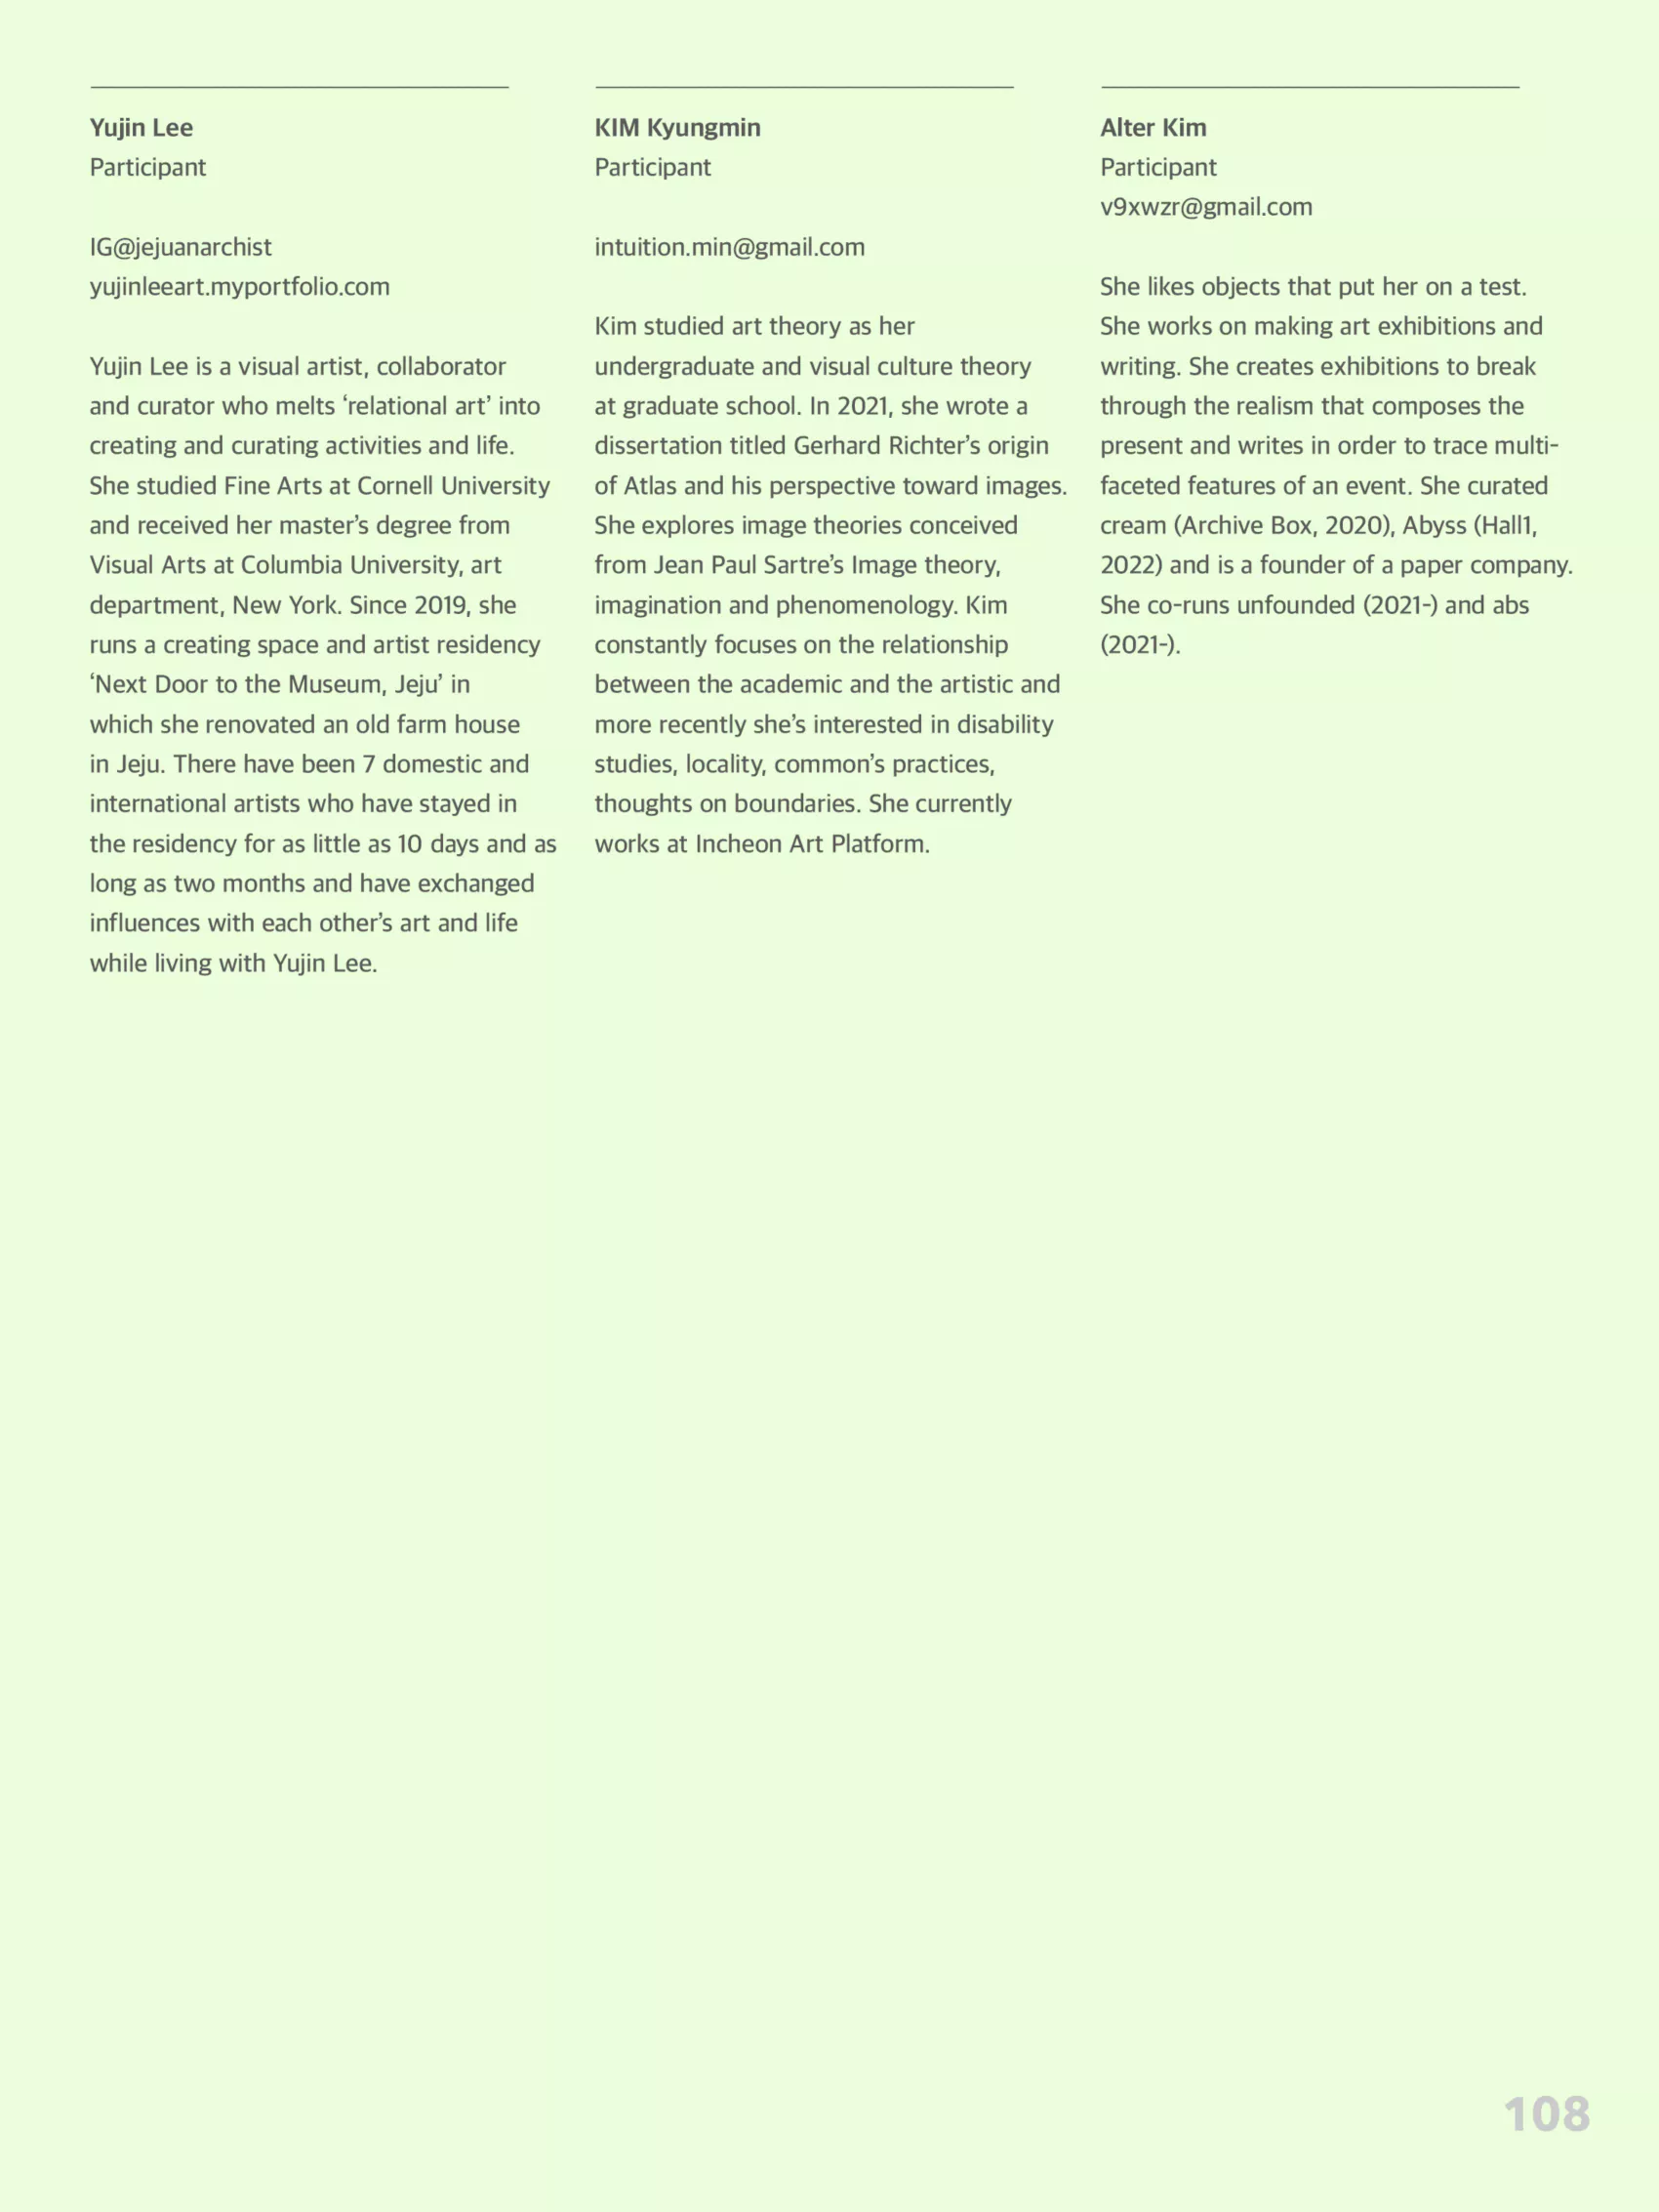 Yujin Lee
Participant
IG@jejuanarchist
yujinleeart.myportfolio.com
Yujin Lee is a visual artist, collaborator
and curator who melts ‘relational art’ into
creating and curating activities and life.
She studied Fine Arts at Cornell University
and received her master’s degree from
Visual Arts at Columbia University, art
department, New York. Since 2019, she
runs a creating space and artist residency
‘Next Door to the Museum, Jeju’ in
which she renovated an old farm house
in Jeju. There have been 7 domestic and
international artists who have stayed in
the residency for as little as 10 days and as
long as two months and have exchanged
influences with each other’s art and life
while living with Yujin Lee.
KIM Kyungmin
Participant
intuition.min@gmail.com
Kim studied art theory as her
undergraduate and visual culture theory
at graduate school. In 2021, she wrote a
dissertation titled Gerhard Richter’s origin
of Atlas and his perspective toward images.
She explores image theories conceived
from Jean Paul Sartre’s Image theory,
imagination and phenomenology. Kim
constantly focuses on the relationship
between the academic and the artistic and
more recently she’s interested in disability
studies, locality, common’s practices,
thoughts on boundaries. She currently
works at Incheon Art Platform.
Alter Kim
Participant
v9xwzr@gmail.com
She likes objects that put her on a test.
She works on making art exhibitions and
writing. She creates exhibitions to break
through the realism that composes the
present and writes in order to trace multi-
faceted features of an event. She curated
cream (Archive Box, 2020), Abyss (Hall1,
2022) and is a founder of a paper company.
She co-runs unfounded (2021-) and abs
(2021-).
108